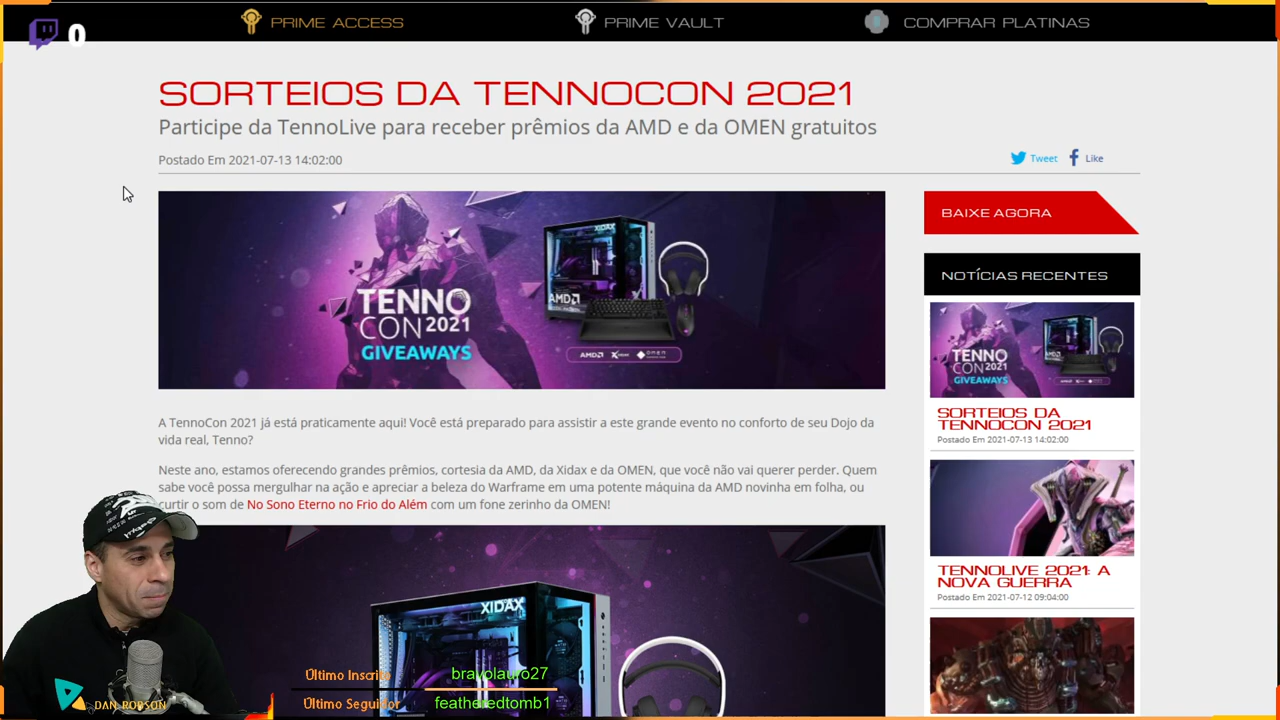 PRIME ACCESS
PRIME VAULT
COMPRAR PLATINAS
0
SORTEIOS DA TENNOCON 2021
Participe da TennoLive para receber prêmios da AMD e da OMEN gratuitos
Postado Em 2021-07-13 14:02:00
Tweet
Like
XIDAX
AMD
TENNO
CON 2021
GIVEAWAYS
AMD XIDAX OMEN
A TennoCon 2021 já está praticamente aqui! Você está preparado para assistir a este grande evento no conforto de seu Dojo da
vida real, Tenno?
Neste ano, estamos oferecendo grandes prêmios, cortesia da AMD, da Xidax e da OMEN, que você não vai querer perder. Quem
sabe você possa mergulhar na ação e apreciar a beleza do Warframe em uma potente máquina da AMD novinha em folha, ou
curtir o som de No Sono Eterno no Frio do Além com um fone zerinho da OMEN!
XIDAX
BAIXE AGORA
NOTÍCIAS RECENTES
TENNO
CON 2021
GIVEAWAYS
SORTEIOS DA
TENNOCON 2021
Postado Em 2021-07-13 14:02:00
TENNOLIVE 2021: A
NOVA GUERRA
Postado Em 2021-07-12 09:04:00
Último Inscrito
bravolauro27
Último Seguidor
featheredtomb1
DAN ROBSON